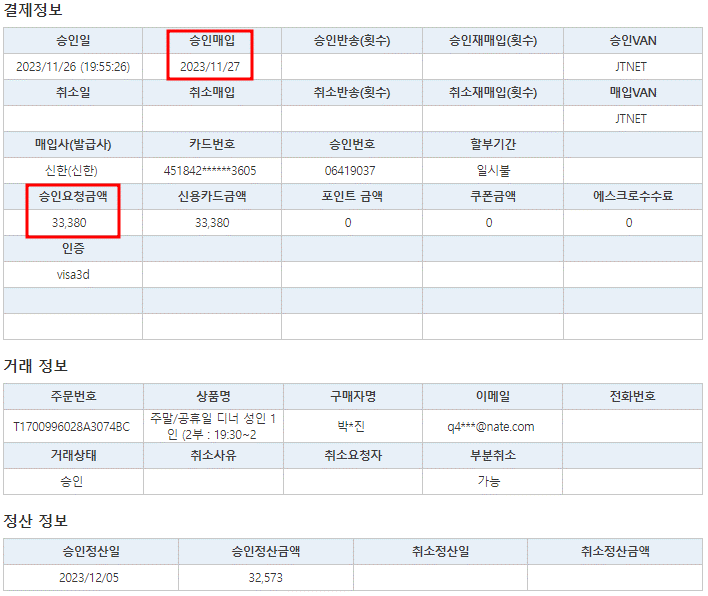 결제정보
승인일 승인매입 승인반송(횟수) 승인재매입(횟수) 승인VAN
2023/11/26 (19:55:26) 2023/11/27 JTNET
취소일 취소매입 취소반송(횟수) 취소재매입(횟수) 매입VAN
JTNET
매입사(발급사) 카드번호 승인번호 할부기간
신한(신한) 451842******3605 06419037 일시불
승인요청금액 신용카드금액 포인트 금액 쿠폰금액 에스크로수수료
33,380 33,380 0 0 0
인증
visa3d
거래 정보
주문번호 상품명 구매자명 이메일 전화번호
T1700996028A3074BC 주말/공휴일 디너 성인 1 박*진 q4***@nate.com
인 (2부 : 19:30~2
거래상태 취소사유 취소요청자 부분취소
승인 가능
정산 정보
승인정산일 승인정산금액 취소정산일 취소정산금액
2023/12/05 32,573